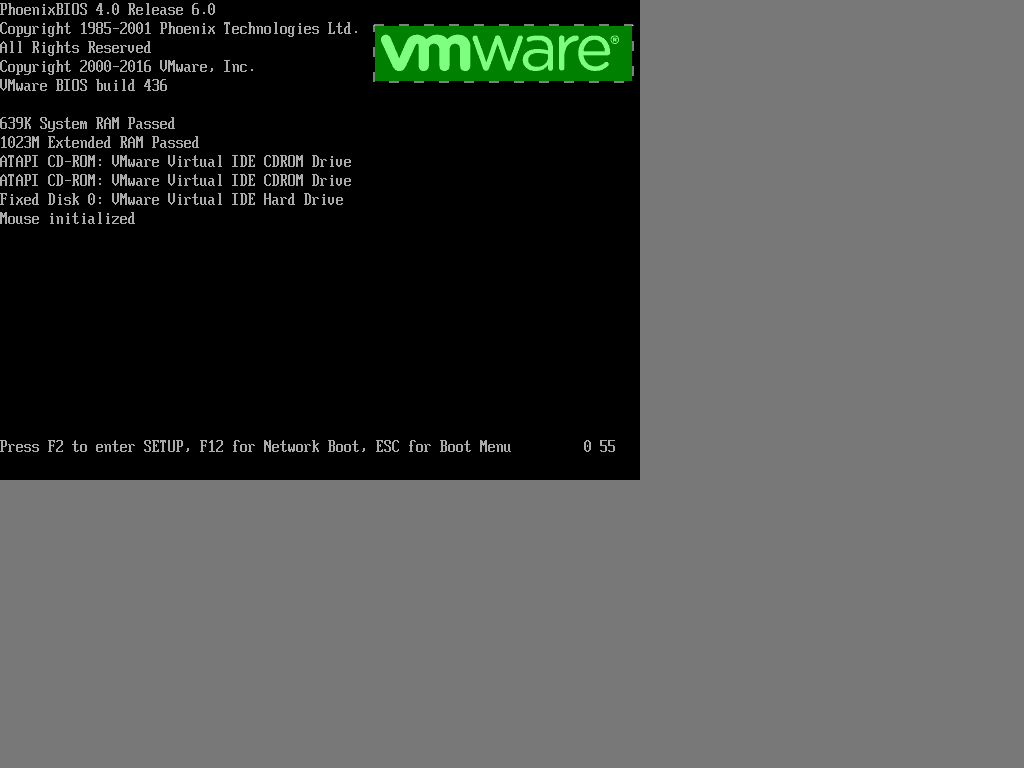 PhoenixBIOS 4.0 Release 6.0
Copyright 1985-2001 Phoenix Technologies Ltd.
All Rights Reserved
Copyright 2000-2016 VMware, Inc.
VMware BIOS build 436
vmware®
639K System RAM Passed
1023M Extended RAM Passed
ATAPI CD-ROM: VMware Virtual IDE CDROM Drive
ATAPI CD-ROM: VMware Virtual IDE CDROM Drive
Fixed Disk 0: VMware Virtual IDE Hard Drive
Mouse initialized
Press F2 to enter SETUP, F12 for Network Boot, ESC for Boot Menu 0 55